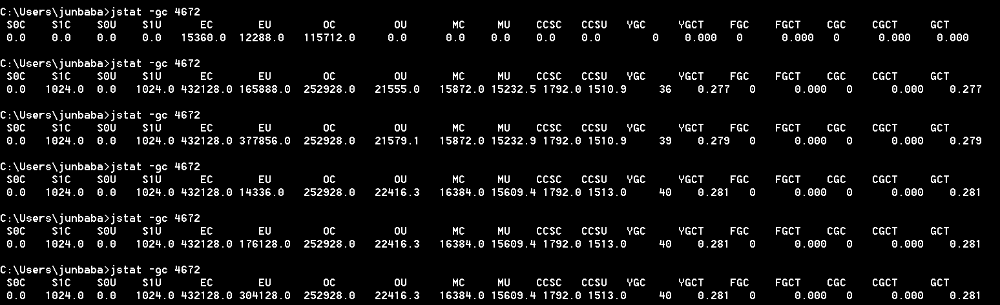 C:\Users\junbaba>jstat -gc 4672
S0C S1C S0U S1U EC EU OC OU MC MU CCSC CCSU YGC YGCT FGC FGCT CGC CGCT GCT
0.0 0.0 0.0 0.0 15360.0 12288.0 115712.0 0.0 0.0 0.0 0.0 0.0 0 0.000 0 0.000 0 0.000 0.000
C:\Users\junbaba>jstat -gc 4672
S0C S1C S0U S1U EC EU OC OU MC MU CCSC CCSU YGC YGCT FGC FGCT CGC CGCT GCT
0.0 1024.0 0.0 1024.0 432128.0 165888.0 252928.0 21555.0 15872.0 15232.5 1792.0 1510.9 36 0.277 0 0.000 0 0.000 0.277
C:\Users\junbaba>jstat -gc 4672
S0C S1C S0U S1U EC EU OC OU MC MU CCSC CCSU YGC YGCT FGC FGCT CGC CGCT GCT
0.0 1024.0 0.0 1024.0 432128.0 377856.0 252928.0 21579.1 15872.0 15232.9 1792.0 1510.9 39 0.279 0 0.000 0 0.000 0.279
C:\Users\junbaba>jstat -gc 4672
S0C S1C S0U S1U EC EU OC OU MC MU CCSC CCSU YGC YGCT FGC FGCT CGC CGCT GCT
0.0 1024.0 0.0 1024.0 432128.0 14336.0 252928.0 22416.3 16384.0 15609.4 1792.0 1513.0 40 0.281 0 0.000 0 0.000 0.281
C:\Users\junbaba>jstat -gc 4672
S0C S1C S0U S1U EC EU OC OU MC MU CCSC CCSU YGC YGCT FGC FGCT CGC CGCT GCT
0.0 1024.0 0.0 1024.0 432128.0 176128.0 252928.0 22416.3 16384.0 15609.4 1792.0 1513.0 40 0.281 0 0.000 0 0.000 0.281
C:\Users\junbaba>jstat -gc 4672
S0C S1C S0U S1U EC EU OC OU MC MU CCSC CCSU YGC YGCT FGC FGCT CGC CGCT GCT
0.0 1024.0 0.0 1024.0 432128.0 304128.0 252928.0 22416.3 16384.0 15609.4 1792.0 1513.0 40 0.281 0 0.000 0 0.000 0.281